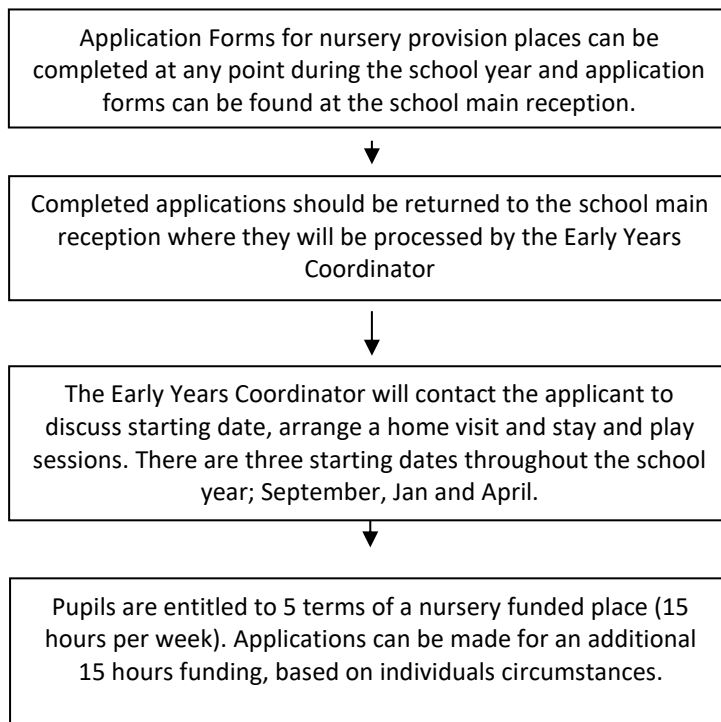 Application Forms for nursery provision places can be
completed at any point during the school year and application
forms can be found at the school main reception.
Completed applications should be returned to the school main
reception where they will be processed by the Early Years
Coordinator
The Early Years Coordinator will contact the applicant to
discuss starting date, arrange a home visit and stay and play
sessions. There are three starting dates throughout the school
year; September, Jan and April.
Pupils are entitled to 5 terms of a nursery funded place (15
hours per week). Applications can be made for an additional
15 hours funding, based on individuals circumstances.